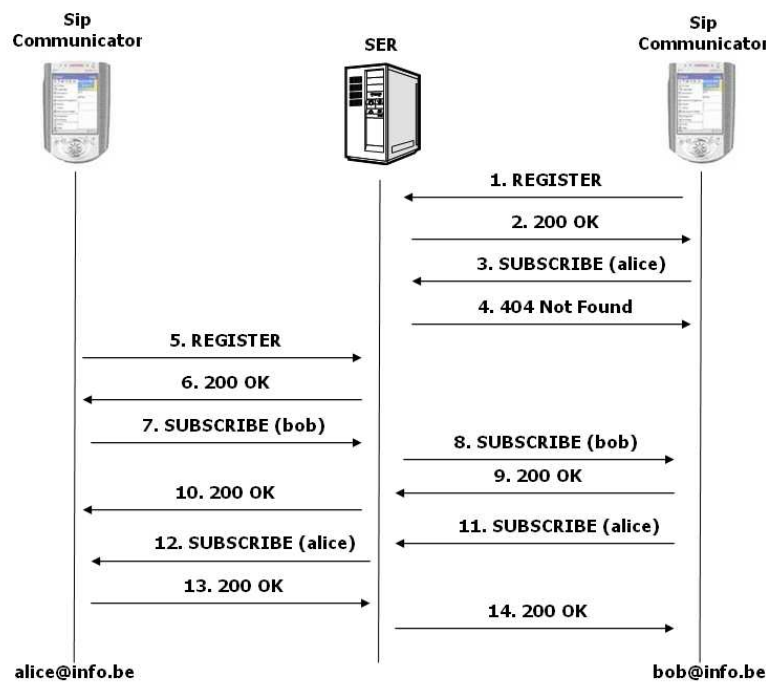 Sip
Communicator
SER
Sip
Communicator
1. REGISTER
2. 200 OK
3. SUBSCRIBE (alice)
4. 404 Not Found
5. REGISTER
6. 200 OK
7. SUBSCRIBE (bob)
8. SUBSCRIBE (bob)
9. 200 OK
10. 200 OK
11. SUBSCRIBE (alice)
12. SUBSCRIBE (alice)
13. 200 OK
14. 200 OK
alice@info.be
bob@info.be